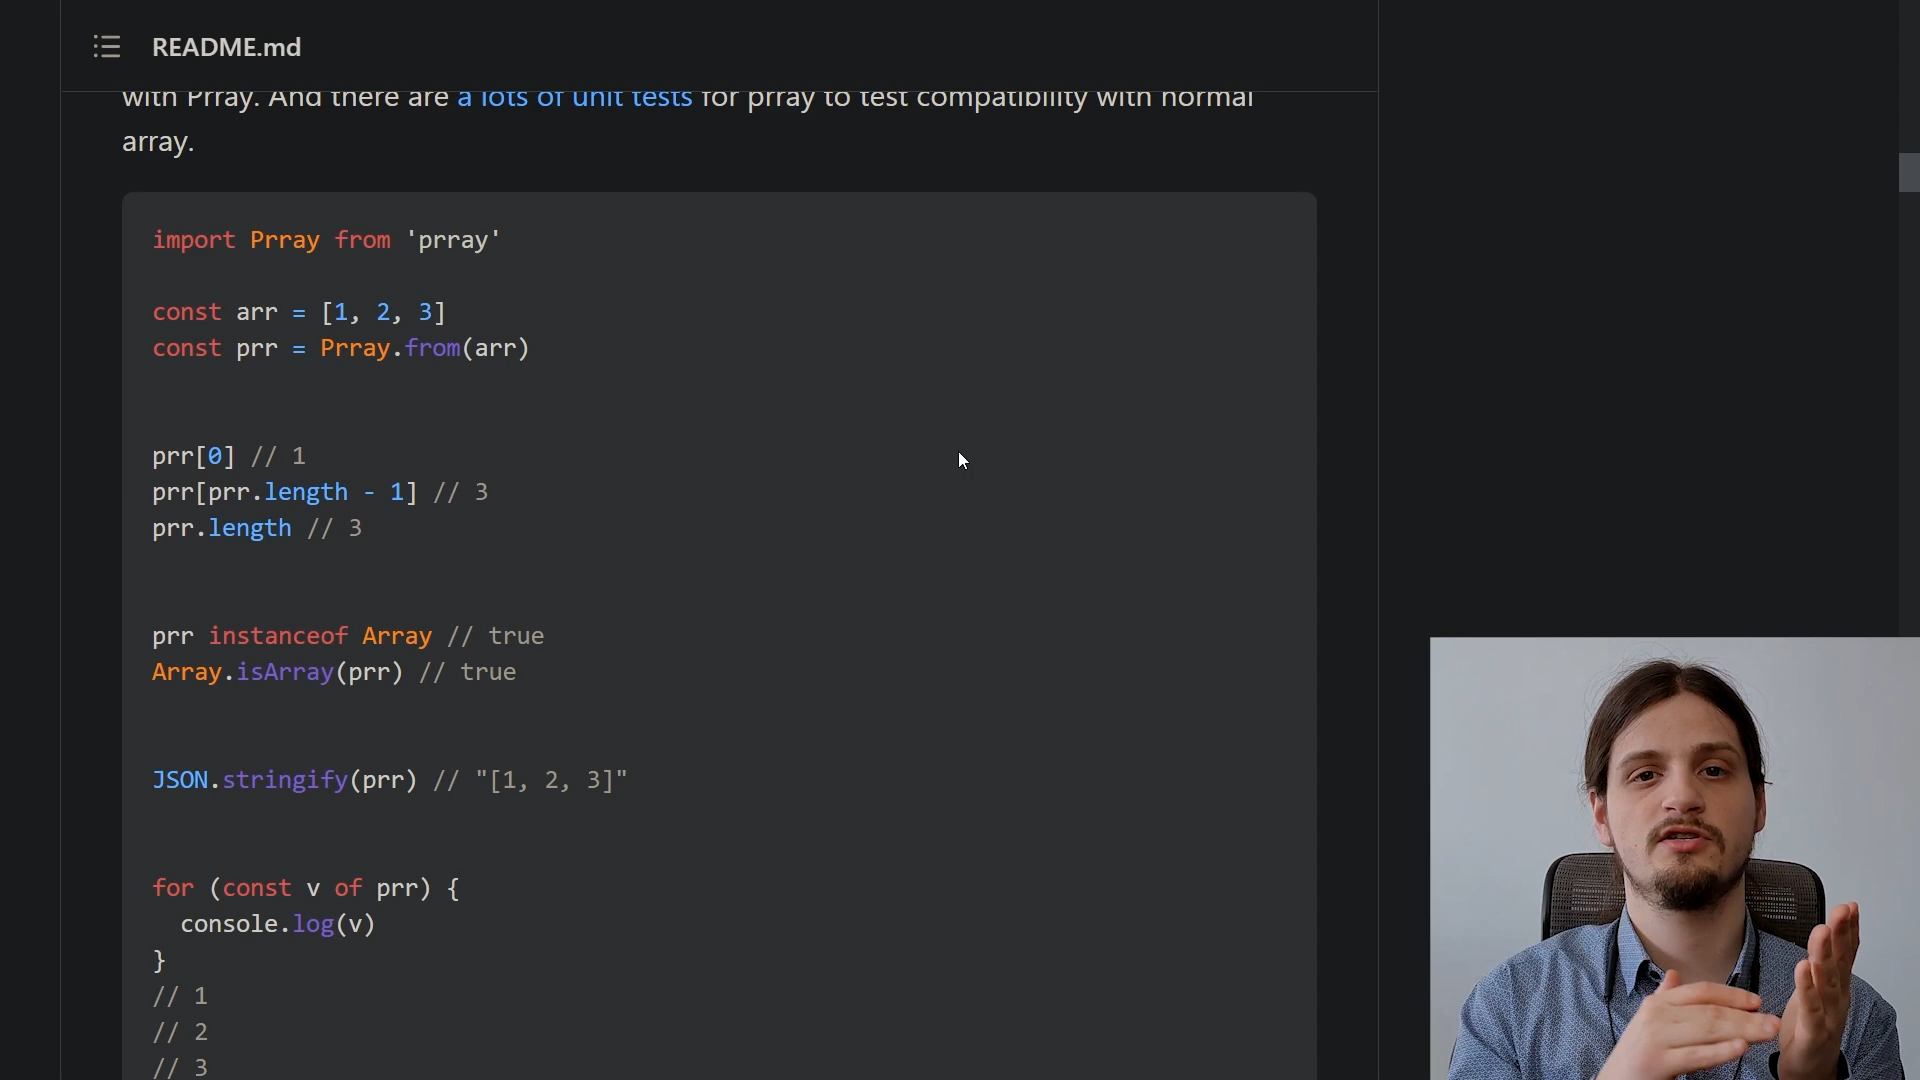 README.md
with Prray. And there are a lots of unit tests for prray to test compatibility with normal
array.
import Prray from 'prray'
const arr = [1, 2, 3]
const prr = Prray.from(arr)
prr[0] // 1
prr[prr.length - 1] // 3
prr.length // 3
prr instanceof Array // true
Array.isArray(prr) // true
JSON.stringify(prr) // "[1, 2, 3]"
for (const v of prr) {
  console.log(v)
}
// 1
// 2
// 3